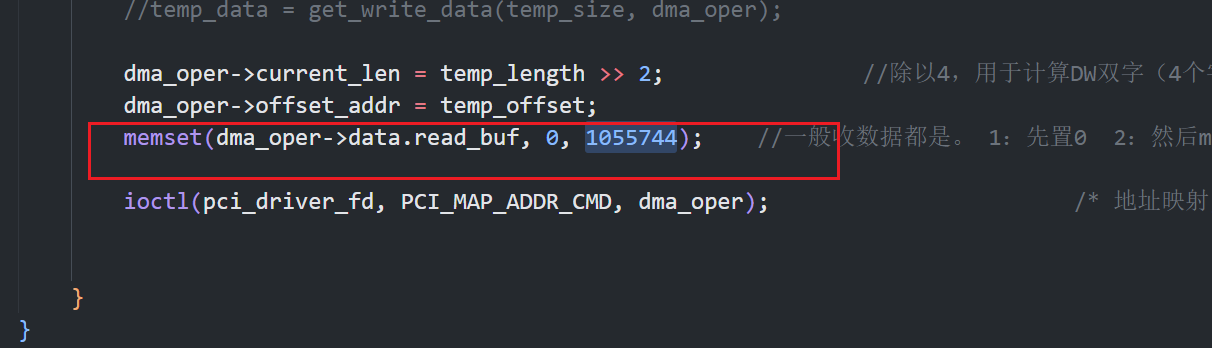 //temp_data = get_write_data(temp_size, dma_oper);
dma_oper->current_len = temp_length >> 2; //除以4，用于计算DW双字（4个
dma_oper->offset_addr = temp_offset;
memset(dma_oper->data.read_buf, 0, 1055744); //一般收数据都是。 1：先置0 2：然后m
ioctl(pci_driver_fd, PCI_MAP_ADDR_CMD, dma_oper); /* 地址映射
}
}